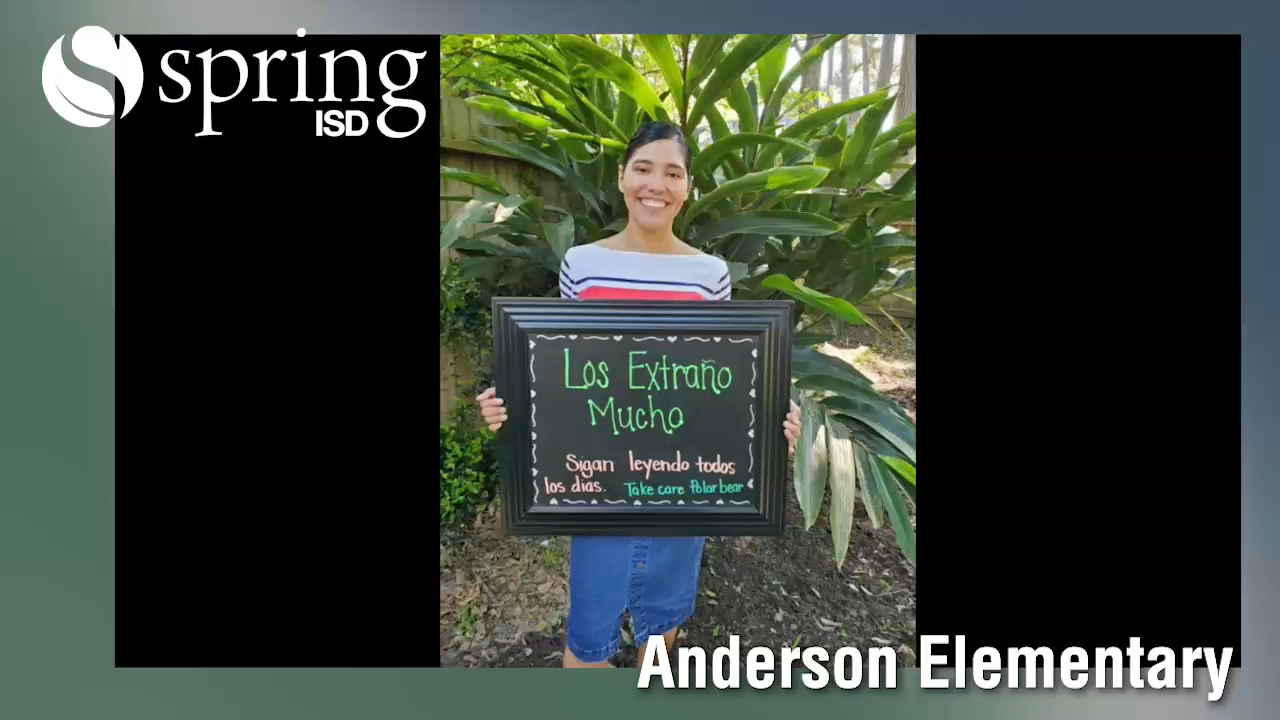 spring
ISD
Los Extraño
Mucho
Sigan leyendo todos
los dias. Take care Polar bear
Anderson Elementary